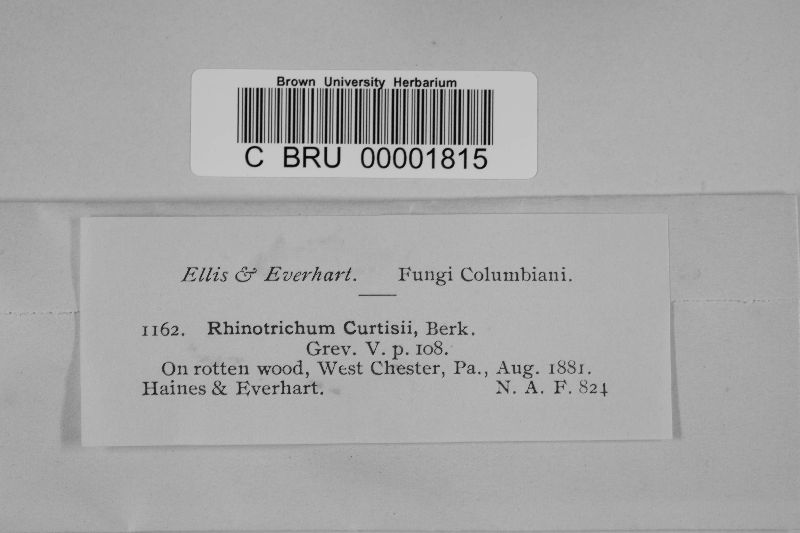 Brown University Herbarium
C BRU 00001815
Ellis & Everhart. Fungi Columbiani.
1162. Rhinotrichum Curtisii, Berk.
Grev. V. p. 108.
On rotten wood, West Chester, Pa., Aug. 1881.
Haines & Everhart. N. A. F. 824